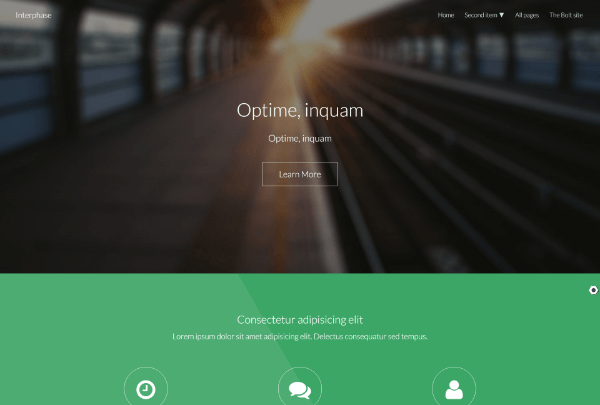 Interphase
Home Second item ▼ All pages The Bolt site
Optime, inquam
Optime, inquam
Learn More
Consectetur adipisicing elit
Lorem ipsum dolor sit amet adipisicing elit. Delectus consequatur sed tempus.